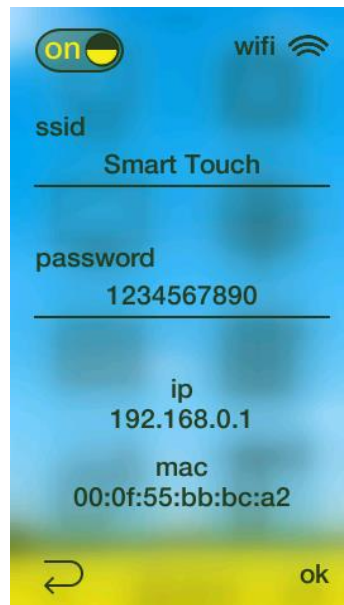 on
wifi
ssid
Smart Touch
password
1234567890
ip
192.168.0.1
mac
00:0f:55:bb:bc:a2
ok